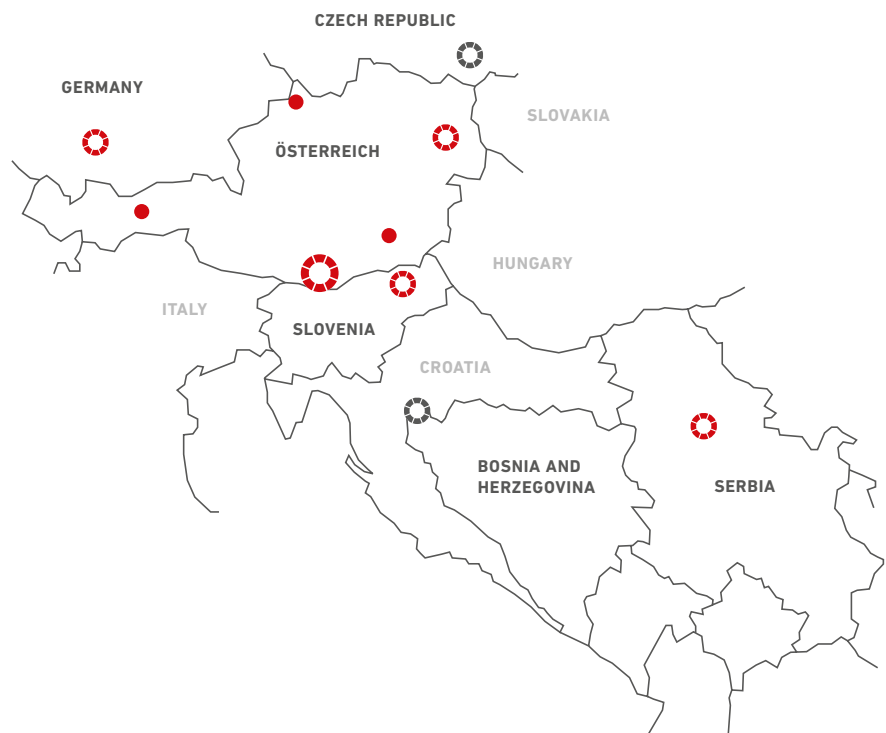 CZECH REPUBLIC
GERMANY
SLOVAKIA
ÖSTERREICH
HUNGARY
ITALY
SLOVENIA
CROATIA
BOSNIA AND
HERZEGOVINA
SERBIA